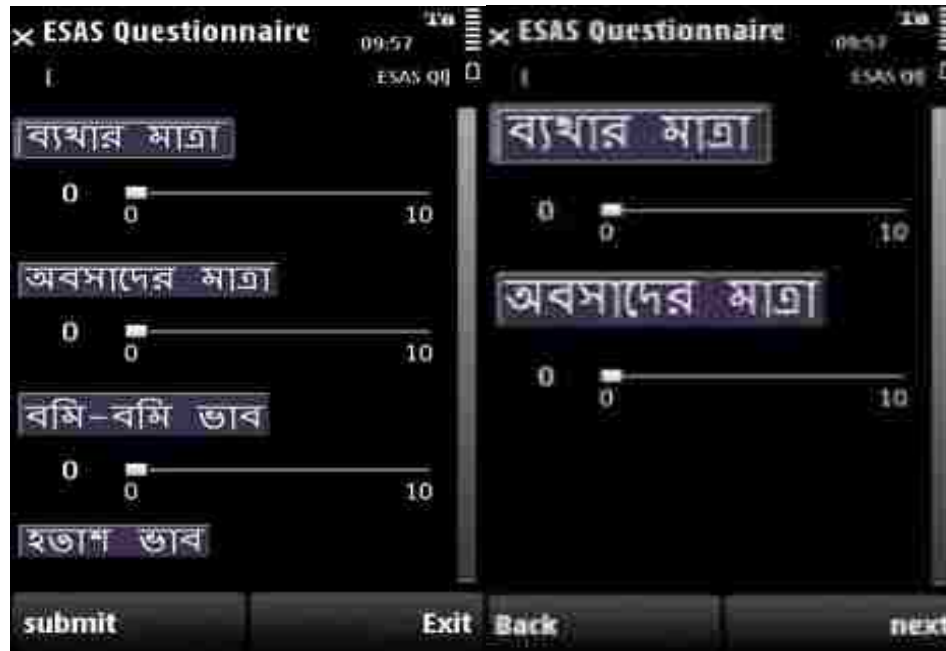 × ESAS Questionnaire
09:57
ESAS Q
ব্যথার মাত্রা
0
0 10
অবসাদের মাত্রা
0
0 10
বমি-বমি ভাব
0
0 10
হতাশ ভাব
submit Exit
× ESAS Questionnaire
09:57
ESAS Q
ব্যথার মাত্রা
0
0 10
অবসাদের মাত্রা
0
0 10
Back next